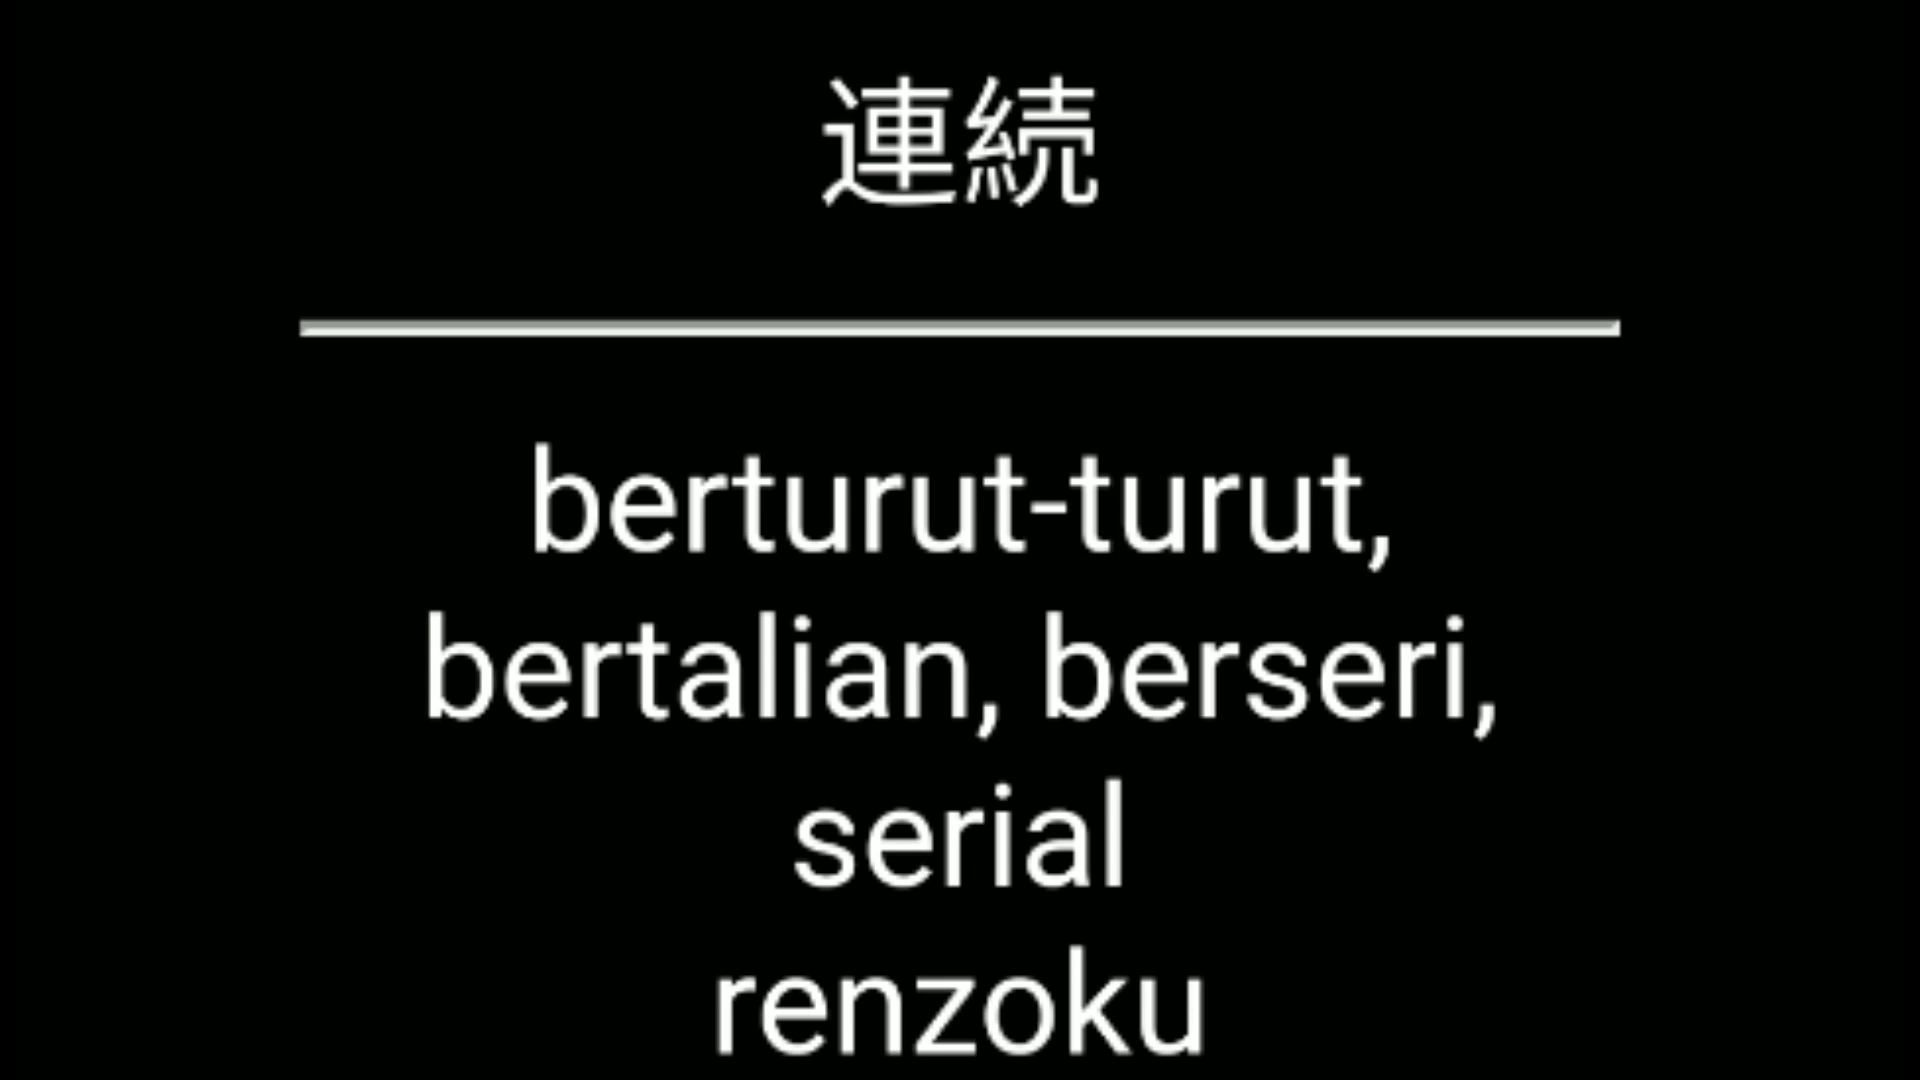 連続
berturut-turut,
bertalian, berseri,
serial
renzoku